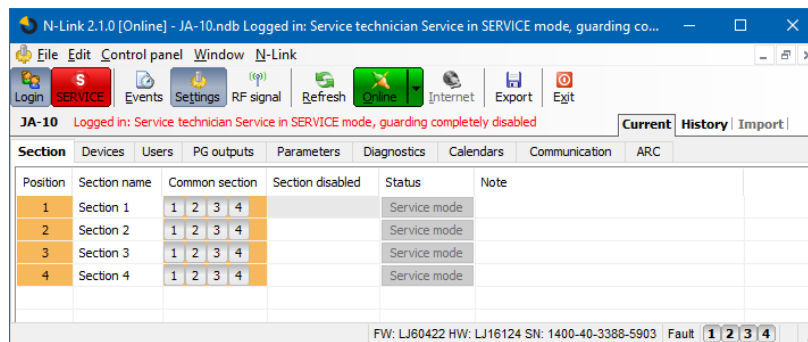 N-Link 2.1.0 [Online] - JA-10.ndb Logged in: Service technician Service in SERVICE mode, guarding co...
File Edit Control panel Window N-Link
Login SERVICE Events Settings RF signal Refresh Online Internet Export Exit
JA-10 Logged in: Service technician Service in SERVICE mode, guarding completely disabled Current History Import
Section Devices Users PG outputs Parameters Diagnostics Calendars Communication ARC
Position Section name Common section Section disabled Status Note
1 Section 1 1 2 3 4 Service mode
2 Section 2 1 2 3 4 Service mode
3 Section 3 1 2 3 4 Service mode
4 Section 4 1 2 3 4 Service mode
FW: LJ60422 HW: LJ16124 SN: 1400-40-3388-5903 Fault 1 2 3 4